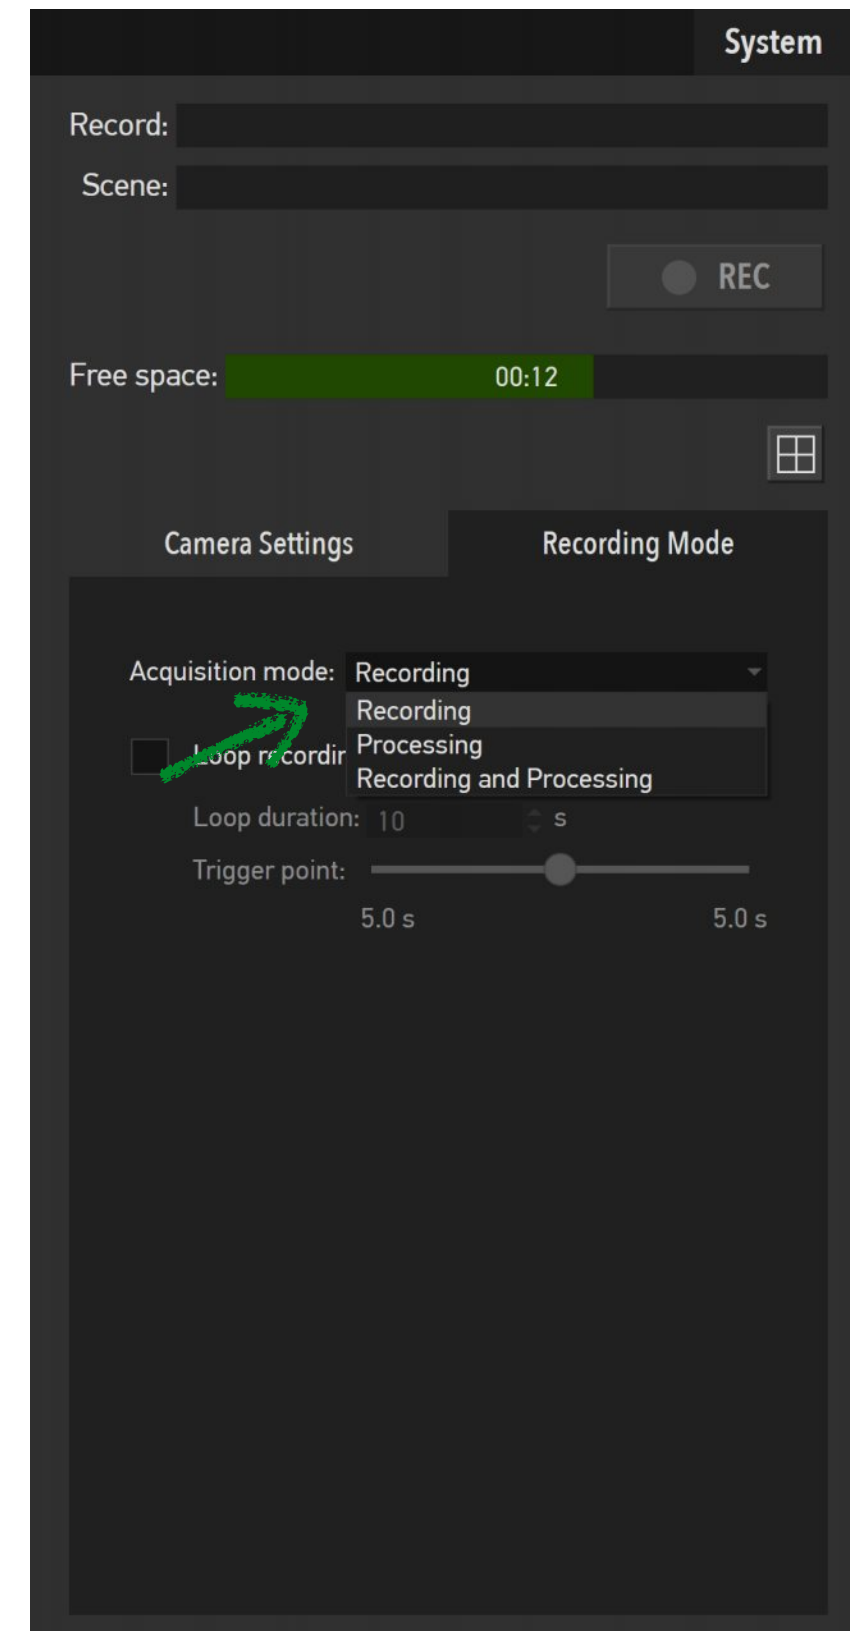 System
Record:
Scene:
REC
Free space: 00:12
Camera Settings Recording Mode
Acquisition mode: Recording
Recording
Processing
Recording and Processing
Loop
Loop duration: 10 s
Trigger point:
5.0 s 5.0 s